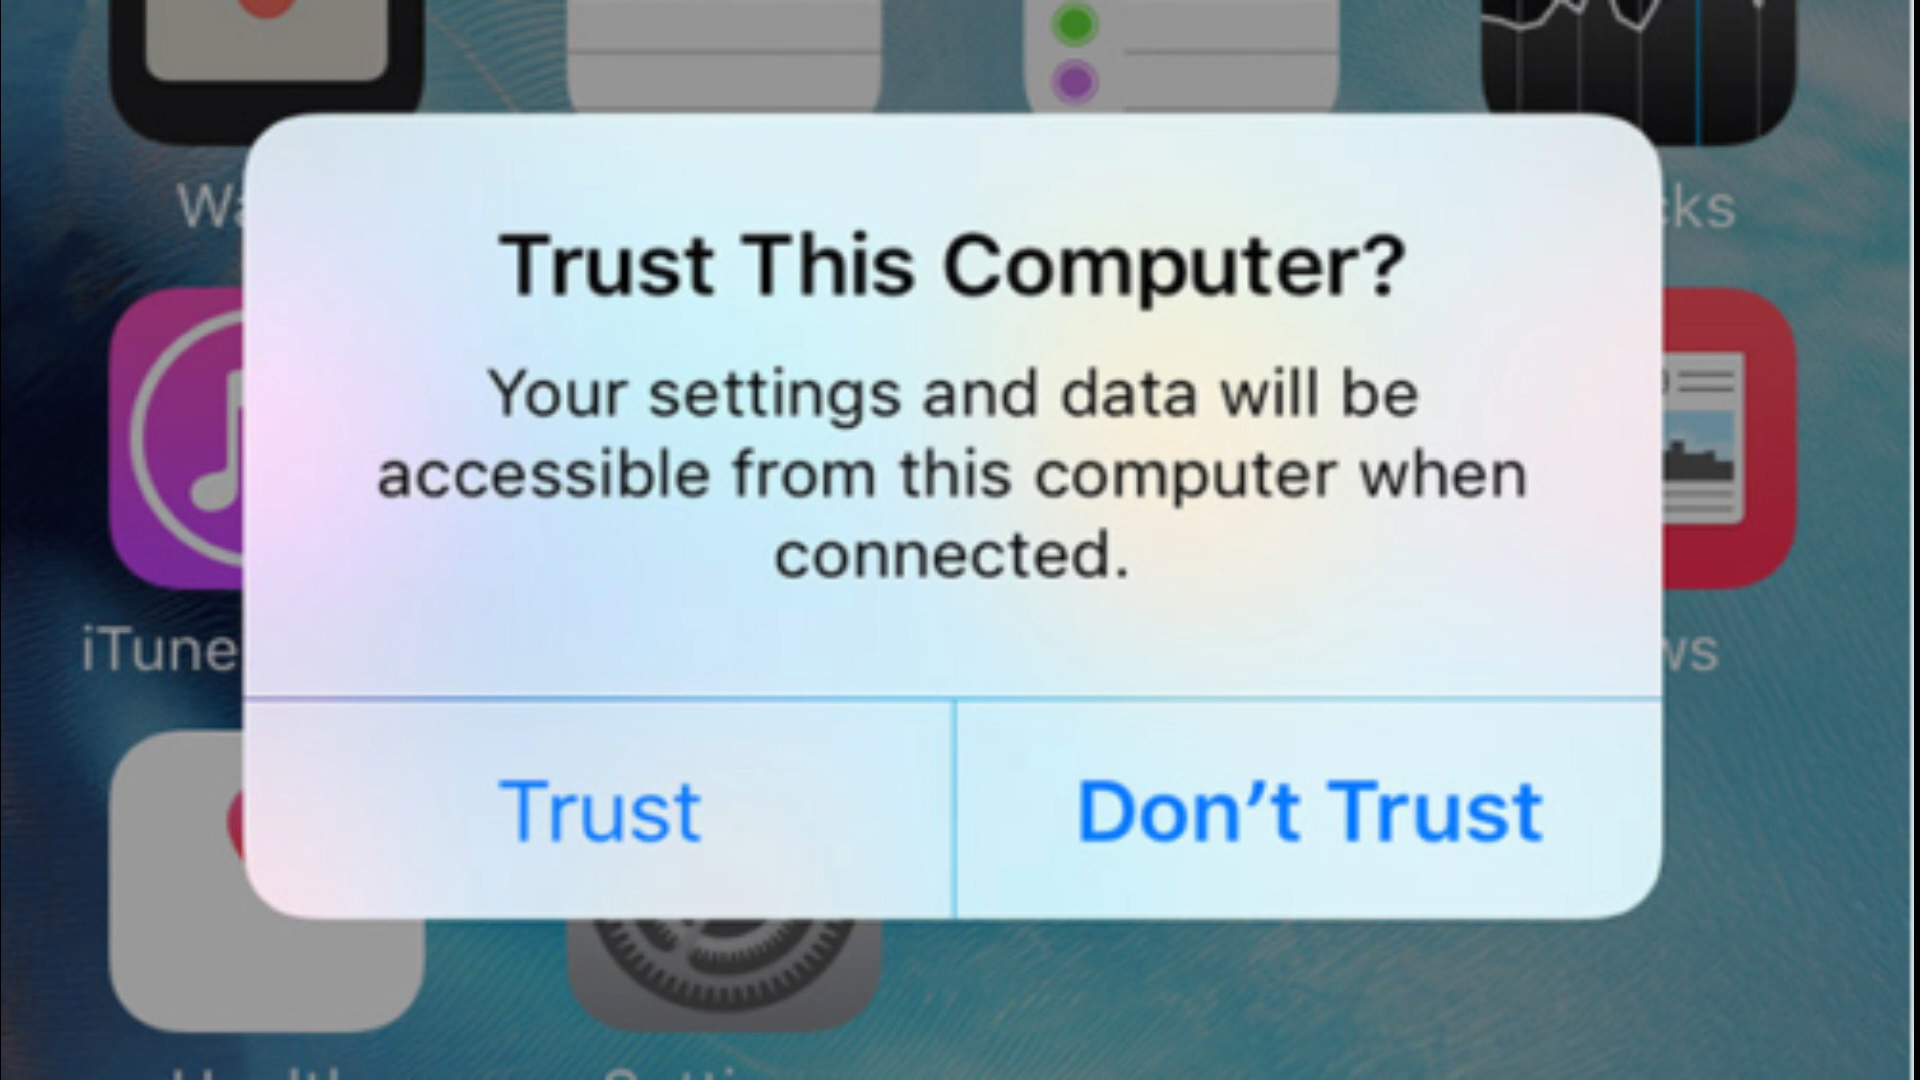 Trust This Computer?
Your settings and data will be
accessible from this computer when
connected.
Trust
Don’t Trust